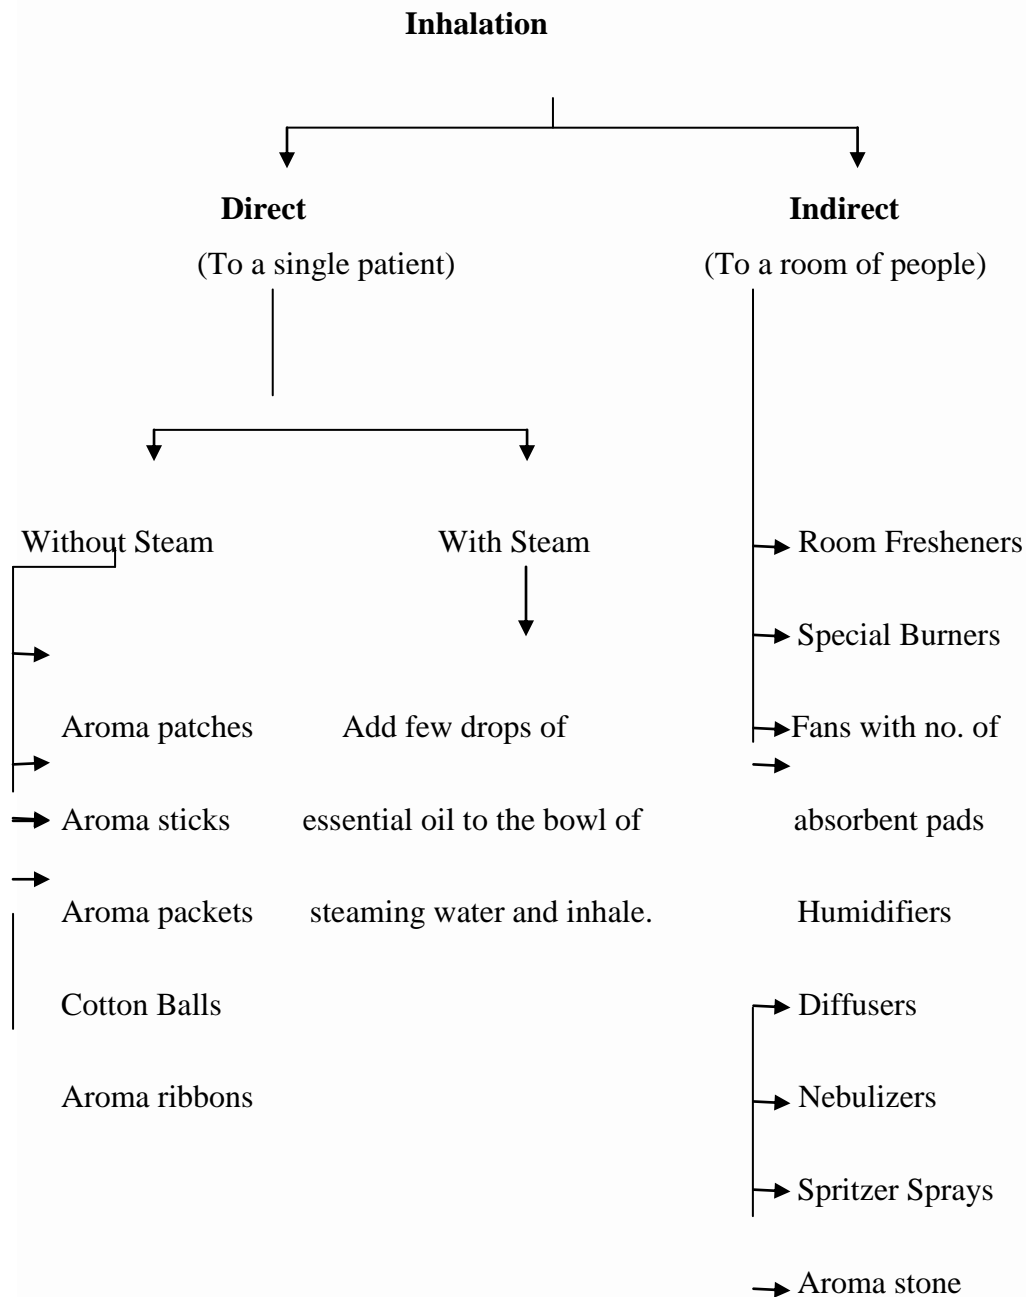 Inhalation
Direct
(To a single patient)
Indirect
(To a room of people)
Without Steam
Aroma patches
Aroma sticks
Aroma packets
Cotton Balls
Aroma ribbons
With Steam
Add few drops of
essential oil to the bowl of
steaming water and inhale.
Room Fresheners
Special Burners
Fans with no. of
absorbent pads
Humidifiers
Diffusers
Nebulizers
Spritzer Sprays
Aroma stone